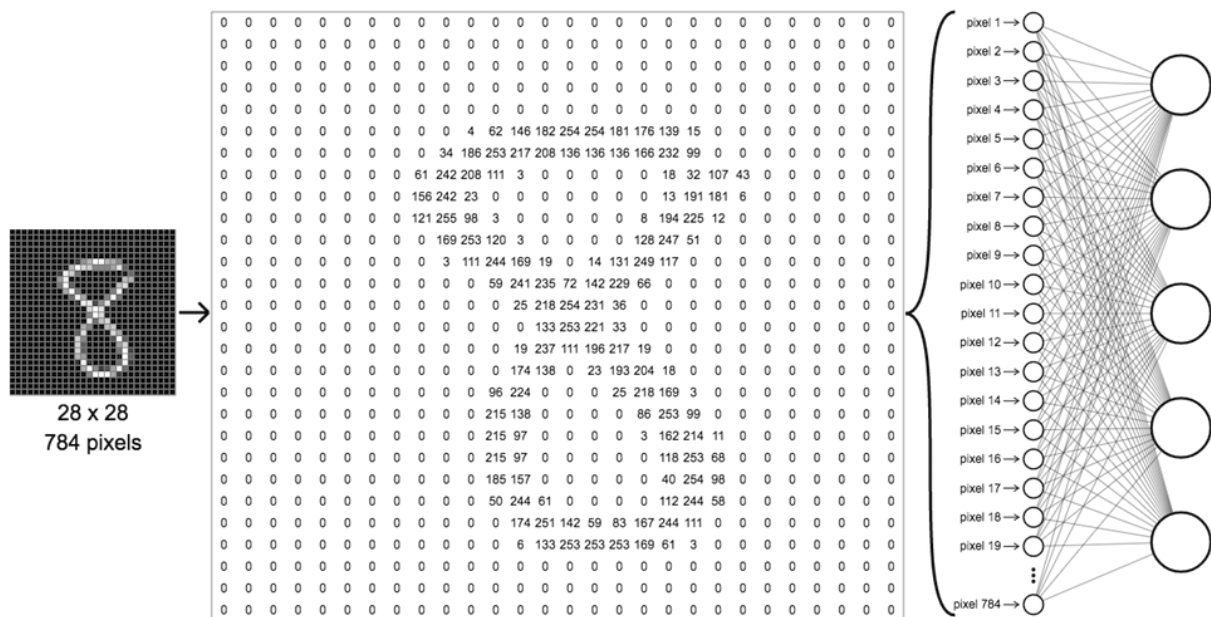 0 0 0 0 0 0 0 0 0 0 0 0 0 0 0 0 0 0 0 0 0 0 0 0 0 0 0 0
0 0 0 0 0 0 0 0 0 0 0 0 0 0 0 0 0 0 0 0 0 0 0 0 0 0 0 0
0 0 0 0 0 0 0 0 0 0 0 0 0 0 0 0 0 0 0 0 0 0 0 0 0 0 0 0
0 0 0 0 0 0 0 0 0 0 0 0 0 0 0 0 0 0 0 0 0 0 0 0 0 0 0 0
0 0 0 0 0 0 0 0 0 0 0 0 0 0 0 0 0 0 0 0 0 0 0 0 0 0 0 0
0 0 0 0 0 0 0 0 0 0 4 62 146 182 254 254 181 176 139 15 0 0 0 0 0 0 0 0
0 0 0 0 0 0 0 0 0 34 186 253 217 208 136 136 136 166 232 99 0 0 0 0 0 0 0 0
0 0 0 0 0 0 0 0 61 242 208 111 3 0 0 0 0 0 18 32 107 43 0 0 0 0 0 0
0 0 0 0 0 0 0 0 156 242 23 0 0 0 0 0 0 0 13 191 181 6 0 0 0 0 0 0
0 0 0 0 0 0 0 0 121 255 98 3 0 0 0 0 0 8 194 225 12 0 0 0 0 0 0 0
0 0 0 0 0 0 0 0 0 169 253 120 3 0 0 0 0 128 247 51 0 0 0 0 0 0 0 0
0 0 0 0 0 0 0 0 0 3 111 244 169 19 0 14 131 249 117 0 0 0 0 0 0 0 0 0
0 0 0 0 0 0 0 0 0 0 0 59 241 235 72 142 229 66 0 0 0 0 0 0 0 0 0 0
0 0 0 0 0 0 0 0 0 0 0 0 25 218 254 231 36 0 0 0 0 0 0 0 0 0 0 0
0 0 0 0 0 0 0 0 0 0 0 0 0 133 253 221 33 0 0 0 0 0 0 0 0 0 0 0
0 0 0 0 0 0 0 0 0 0 0 0 19 237 111 196 217 19 0 0 0 0 0 0 0 0 0 0
0 0 0 0 0 0 0 0 0 0 0 0 174 138 0 23 193 204 18 0 0 0 0 0 0 0 0 0
0 0 0 0 0 0 0 0 0 0 0 96 224 0 0 0 25 218 169 3 0 0 0 0 0 0 0 0
0 0 0 0 0 0 0 0 0 0 0 215 138 0 0 0 0 86 253 99 0 0 0 0 0 0 0 0
0 0 0 0 0 0 0 0 0 0 0 215 97 0 0 0 0 3 162 214 11 0 0 0 0 0 0 0
0 0 0 0 0 0 0 0 0 0 0 215 97 0 0 0 0 0 118 253 68 0 0 0 0 0 0 0
0 0 0 0 0 0 0 0 0 0 0 185 157 0 0 0 0 0 40 254 98 0 0 0 0 0 0 0
0 0 0 0 0 0 0 0 0 0 0 50 244 61 0 0 0 0 112 244 58 0 0 0 0 0 0 0
0 0 0 0 0 0 0 0 0 0 0 0 174 251 142 59 83 167 244 111 0 0 0 0 0 0 0 0
0 0 0 0 0 0 0 0 0 0 0 0 6 133 253 253 253 169 61 3 0 0 0 0 0 0 0 0
0 0 0 0 0 0 0 0 0 0 0 0 0 0 0 0 0 0 0 0 0 0 0 0 0 0 0 0
0 0 0 0 0 0 0 0 0 0 0 0 0 0 0 0 0 0 0 0 0 0 0 0 0 0 0 0
0 0 0 0 0 0 0 0 0 0 0 0 0 0 0 0 0 0 0 0 0 0 0 0 0 0 0 0
28 x 28
784 pixels
pixel 1
pixel 2
pixel 3
pixel 4
pixel 5
pixel 6
pixel 7
pixel 8
pixel 9
pixel 10
pixel 11
pixel 12
pixel 13
pixel 14
pixel 15
pixel 16
pixel 17
pixel 18
pixel 19
pixel 784